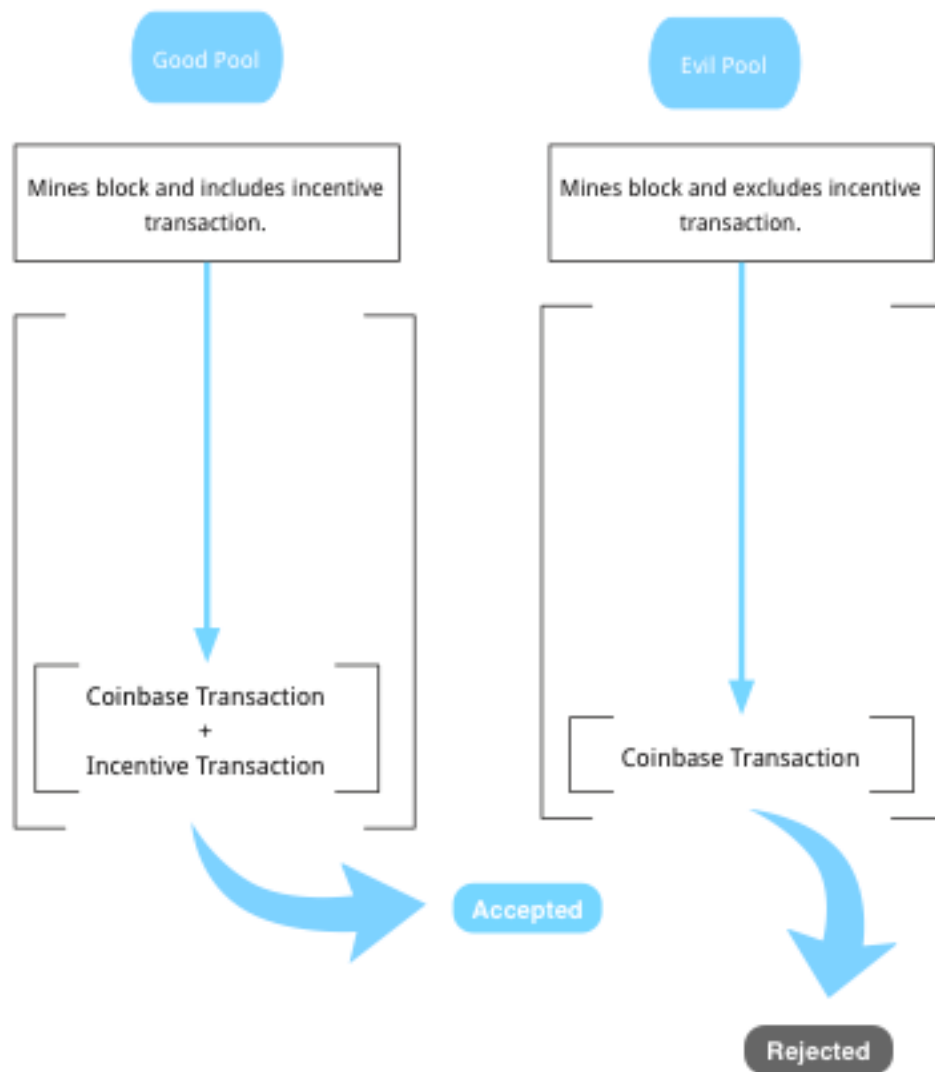 Good Pool
Evil Pool
Mines block and includes incentive
transaction.
Mines block and excludes incentive
transaction.
Coinbase Transaction
+
Incentive Transaction
Coinbase Transaction
Accepted
Rejected